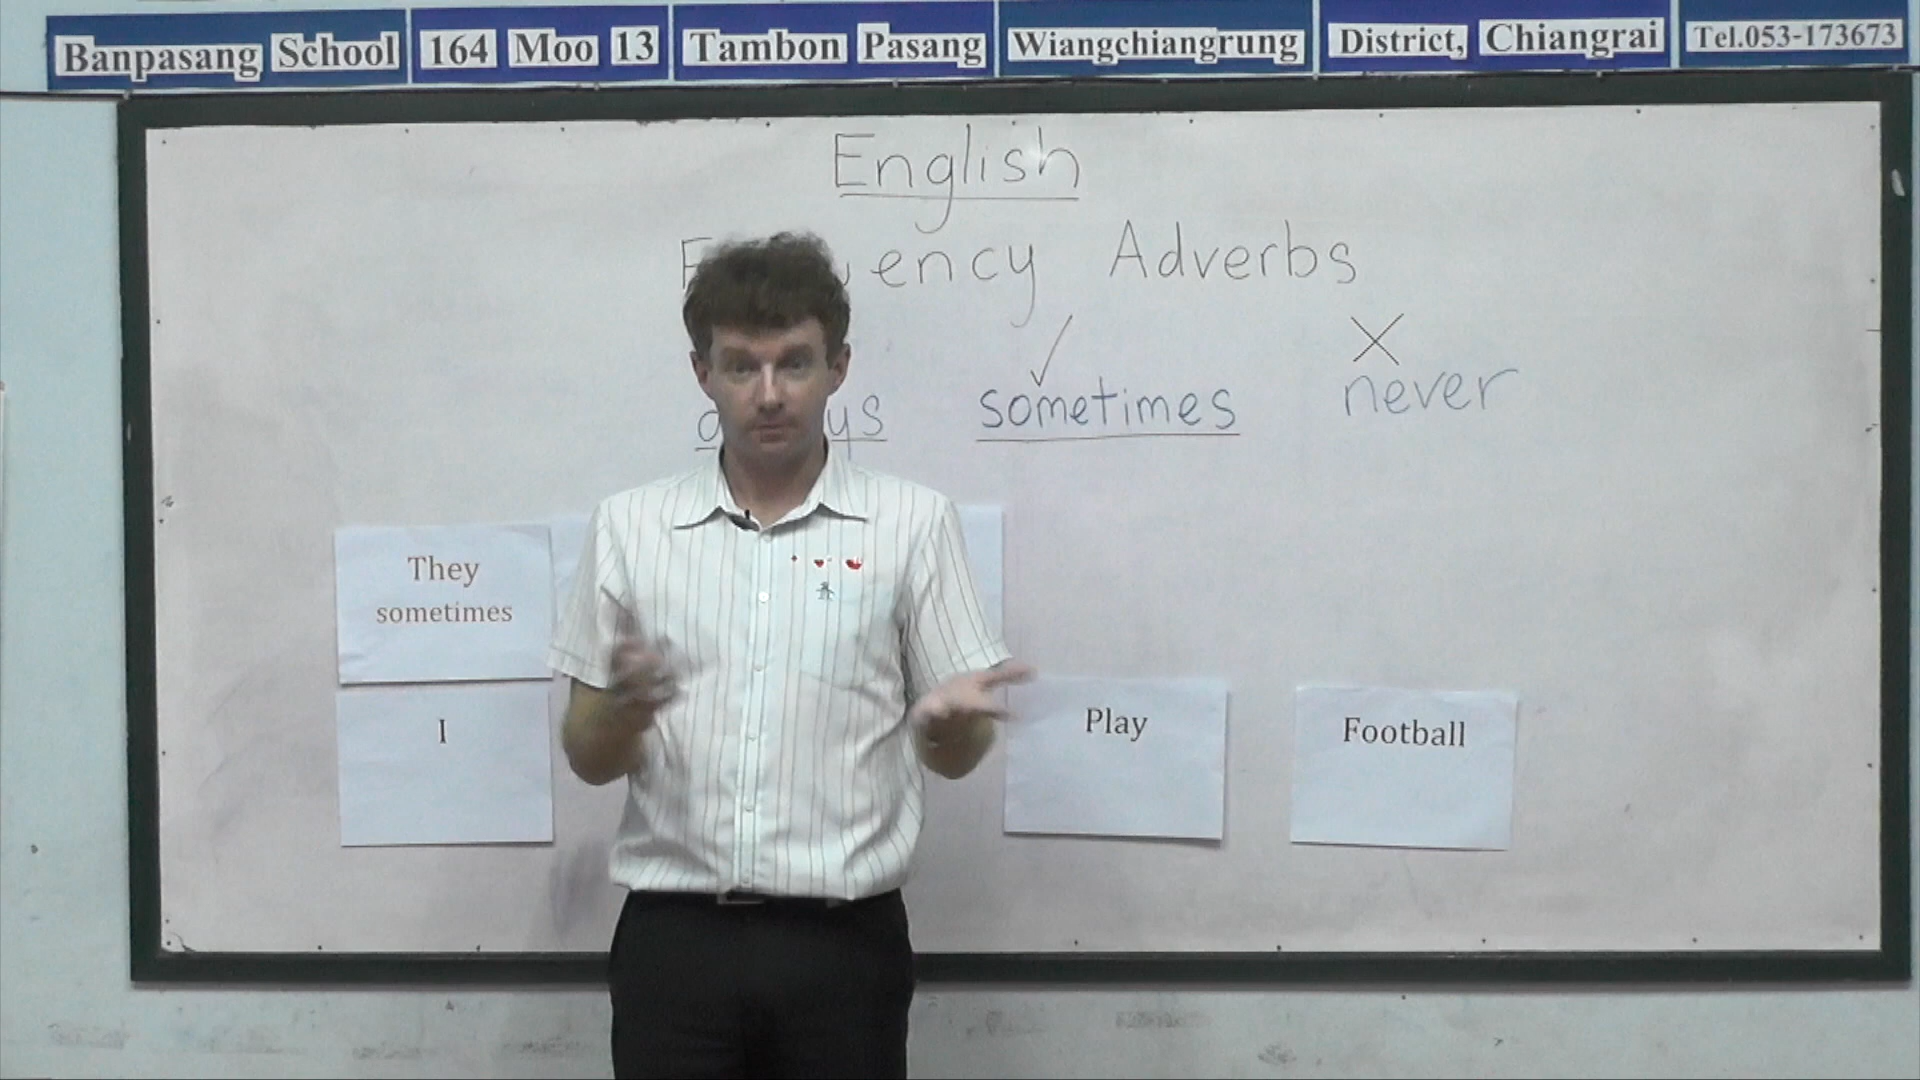 Banpasang School 164 Moo 13 Tambon Pasang Wiangchiangrung District, Chiangrai Tel.053-173673
English
Adverbs
sometimes never
They
sometimes
I
Play
Football